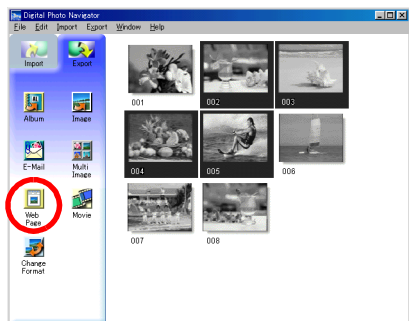 Digital Photo Navigator
File Edit Import Export Window Help
Import Export
Album Image
E-Mail Multi Image
Web Page Movie
Change Format
001 002 003
004 005 006
007 008